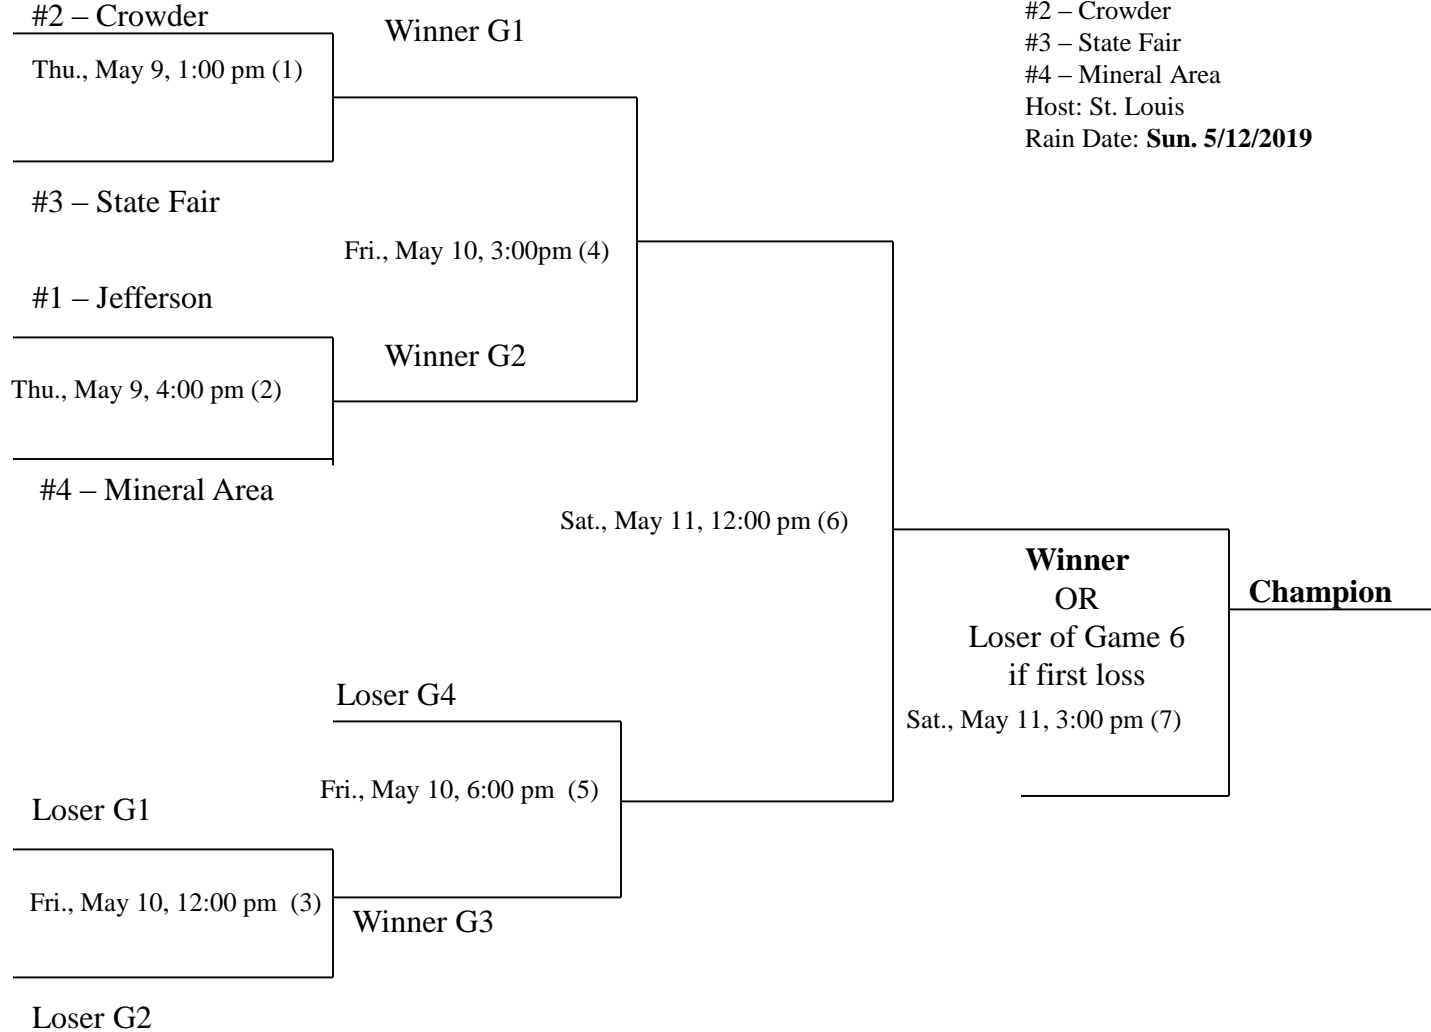 #2 – Crowder
Winner G1
Thu., May 9, 1:00 pm (1)
#3 – State Fair
Fri., May 10, 3:00pm (4)
#1 – Jefferson
Winner G2
Thu., May 9, 4:00 pm (2)
#4 – Mineral Area
Sat., May 11, 12:00 pm (6)
Winner
OR
Loser of Game 6
if first loss
Sat., May 11, 3:00 pm (7)
Champion
Loser G4
Fri., May 10, 6:00 pm  (5)
Loser G1
Fri., May 10, 12:00 pm  (3)
Winner G3
Loser G2
#2 – Crowder
#3 – State Fair
#4 – Mineral Area
Host: St. Louis
Rain Date: Sun. 5/12/2019